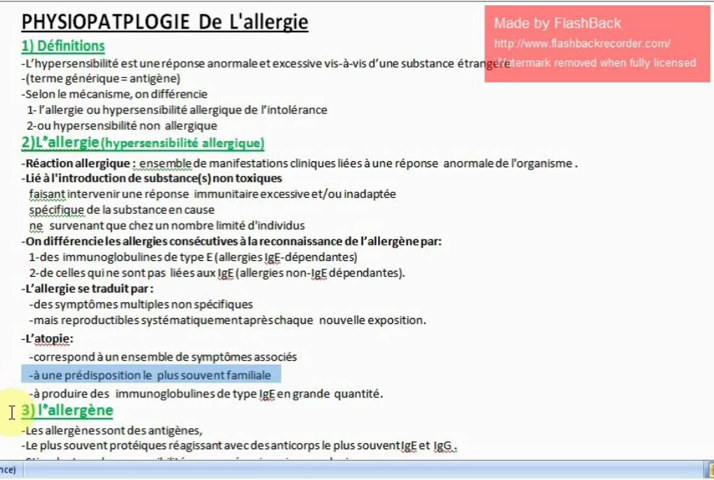 PHYSIOPATPLOGIE De L'allergie
Made by FlashBack
http://www.flashbackrecorder.com/
Watermark removed when fully licensed
1) Définitions
-L'hypersensibilité est une réponse anormale et excessive vis-à-vis d'une substance étrangère
-(terme générique = antigène)
-Selon le mécanisme, on différencie
1- l'allergie ou hypersensibilité allergique de l'intolérance
2-ou hypersensibilité non allergique
2)L'allergie (hypersensibilité allergique)
-Réaction allergique : ensemble de manifestations cliniques liées à une réponse anormale de l'organisme .
-Lié à l'introduction de substance(s) non toxiques
faisant intervenir une réponse immunitaire excessive et/ou inadaptée
spécifique de la substance en cause
ne survenant que chez un nombre limité d'individus
-On différencie les allergies consécutives à la reconnaissance de l'allergène par:
1-des immunoglobulines de type E (allergies IgE-dépendantes)
2-de celles qui ne sont pas liées aux IgE (allergies non-IgE dépendantes).
-L'allergie se traduit par :
-des symptômes multiples non spécifiques
-mais reproductibles systématiquement après chaque nouvelle exposition.
-L'atopie:
-correspond à un ensemble de symptômes associés
-à une prédisposition le plus souvent familiale
-à produire des immunoglobulines de type IgE en grande quantité.
3) l'allergène
-Les allergènes sont des antigènes,
-Le plus souvent protéiques réagissant avec des anticorps le plus souvent IgE et IgG .
nce)